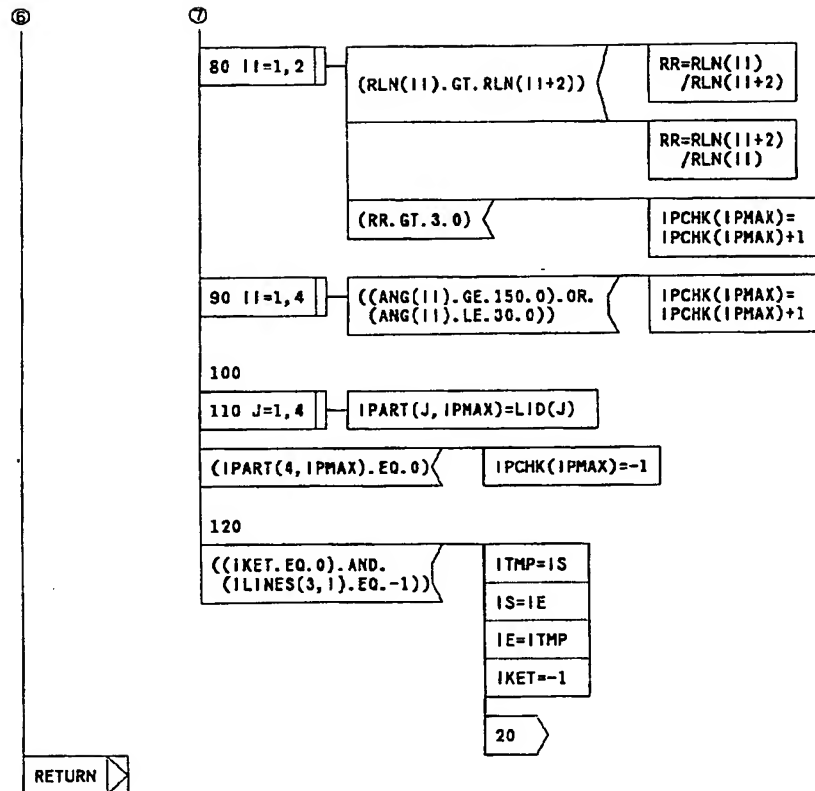 ⑥ ⑦
80 II=1,2
(RLN(II).GT.RLN(II+2))
RR=RLN(II)
/RLN(II+2)
RR=RLN(II+2)
/RLN(II)
(RR.GT.3.0)
IPCHK(IPMAX)=
IPCHK(IPMAX)+1
90 II=1,4
((ANG(II).GE.150.0).OR.
(ANG(II).LE.30.0))
IPCHK(IPMAX)=
IPCHK(IPMAX)+1
100
110 J=1,4
IPART(J,IPMAX)=LID(J)
(IPART(4,IPMAX).EQ.0)
IPCHK(IPMAX)=-1
120
((IKET.EQ.0).AND.
(ILINES(3,I).EQ.-1))
ITMP=IS
IS=IE
IE=ITMP
IKET=-1
20
RETURN